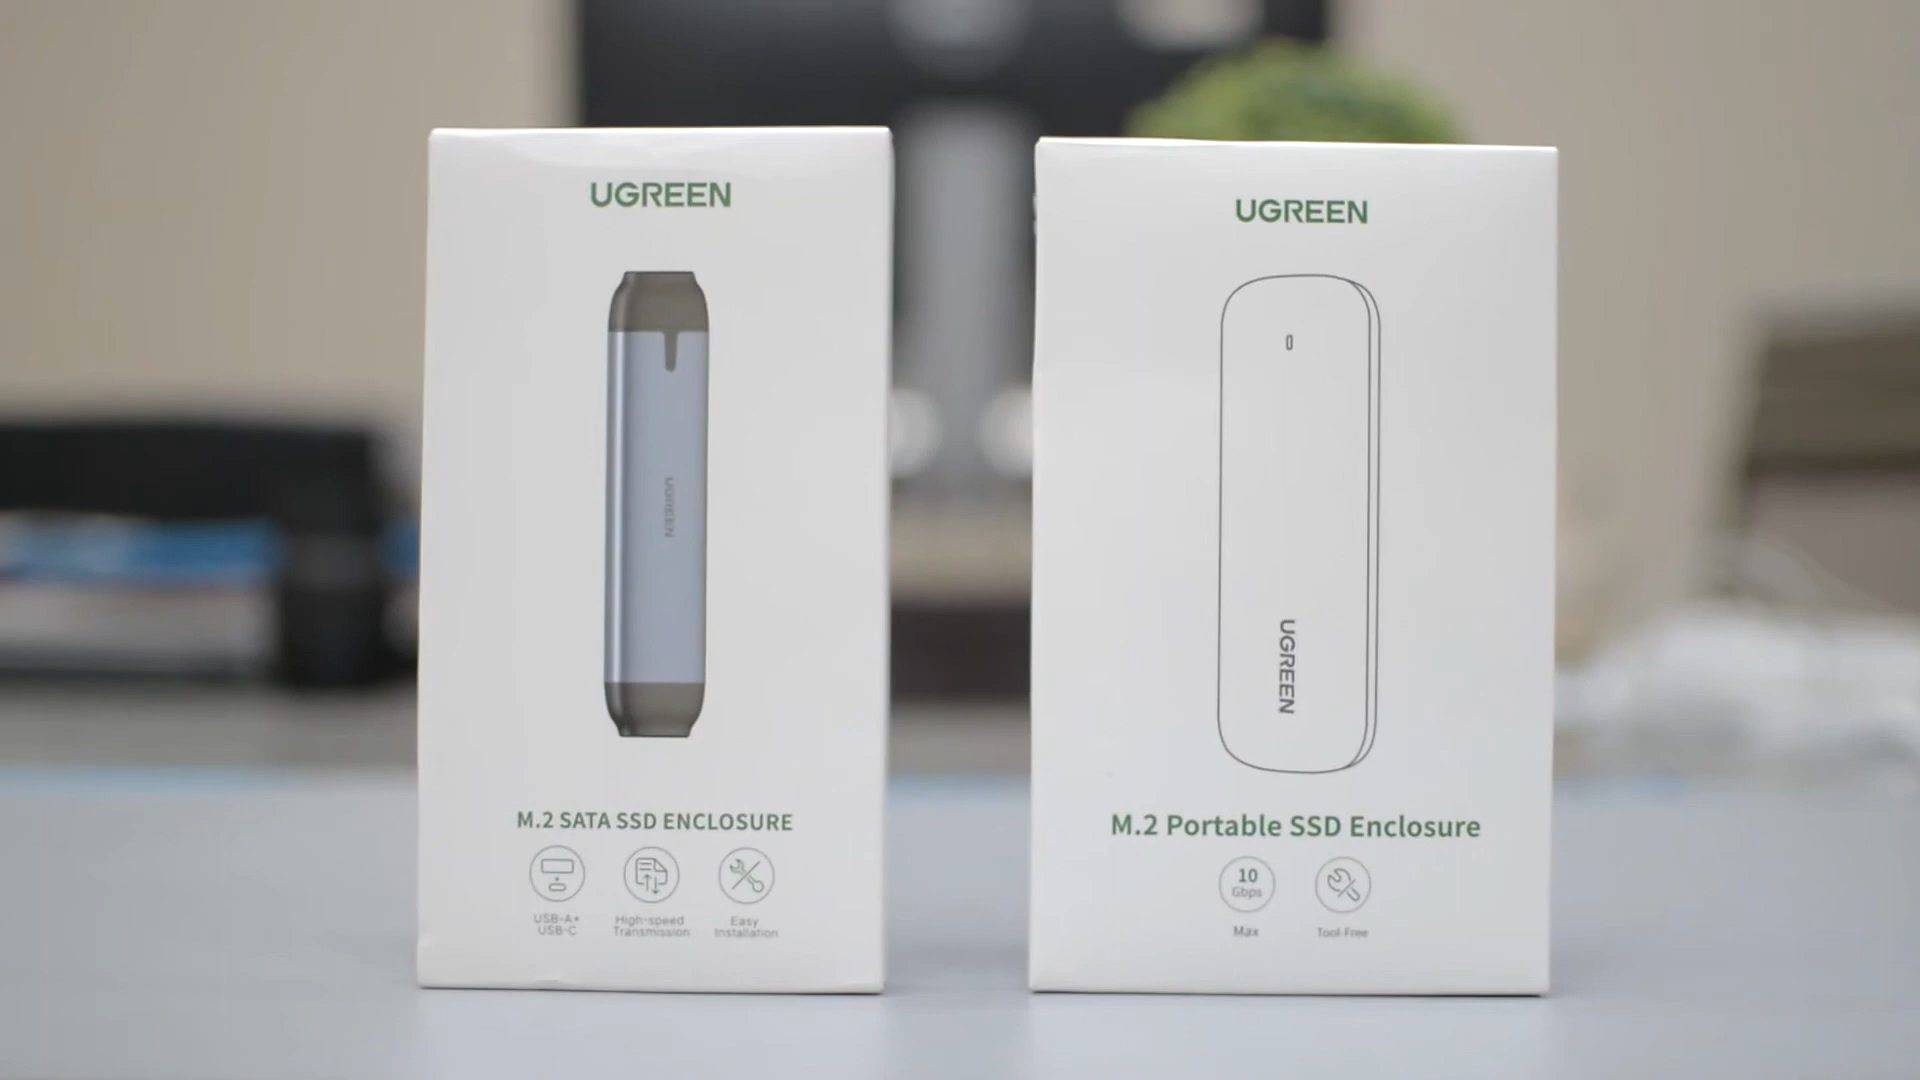 UGREEN
UGREEN
M.2 SATA SSD ENCLOSURE
USB-A+
USB-C
High-speed
Transmission
Easy
Installation
UGREEN
UGREEN
M.2 Portable SSD Enclosure
10
Gbps
Max
Tool-Free